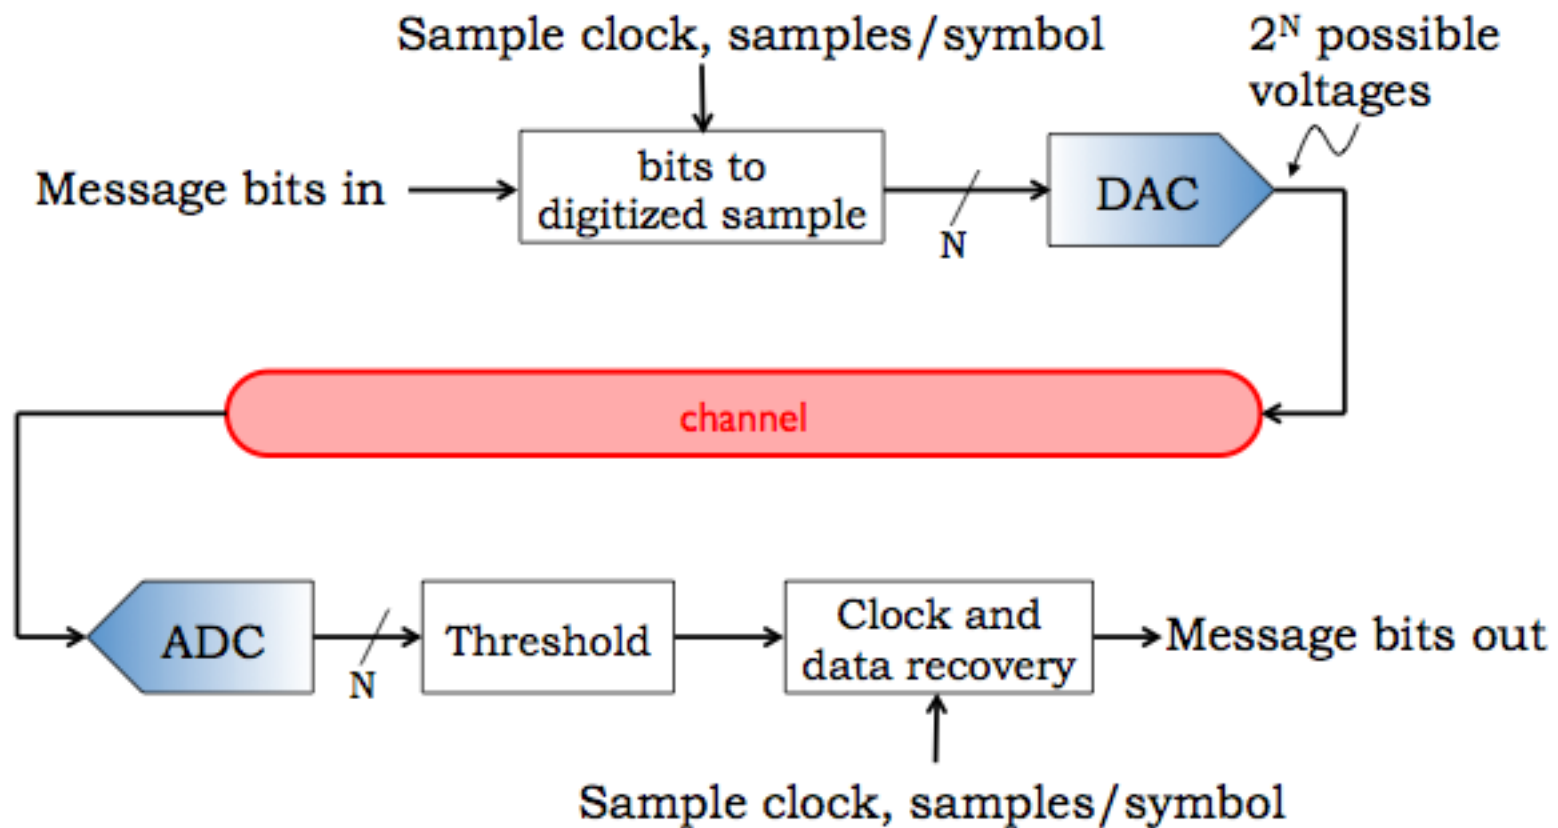 Sample clock, samples/symbol
2ᴺ possible
voltages
Message bits in
bits to
digitized sample
N
DAC
channel
ADC
N
Threshold
Clock and
data recovery
Message bits out
Sample clock, samples/symbol